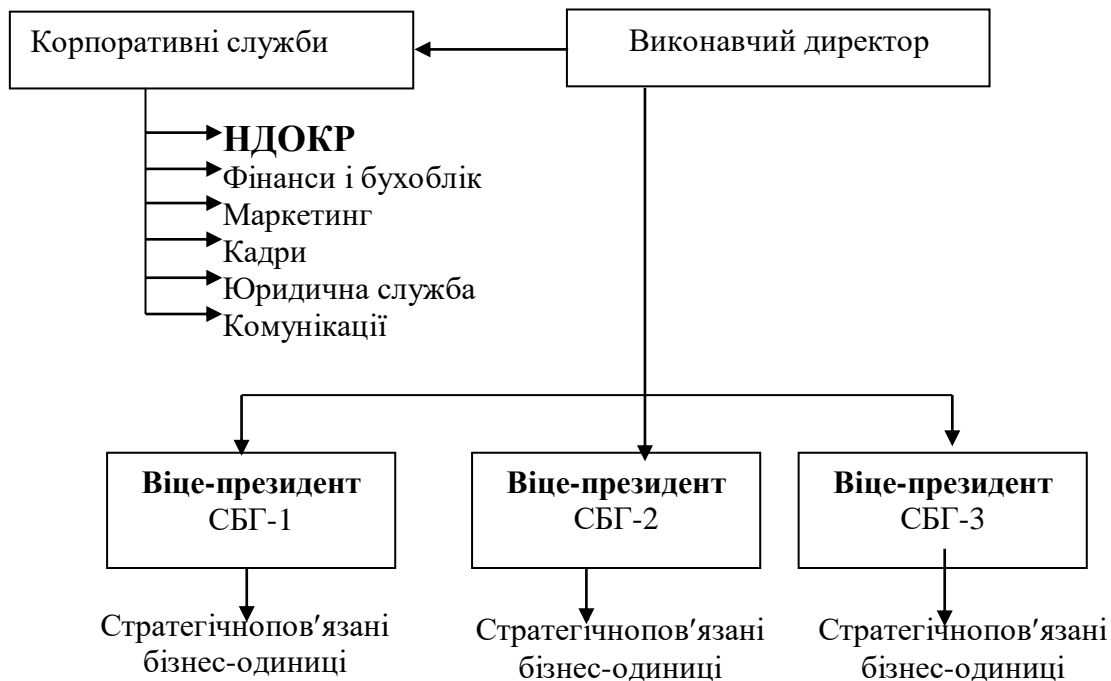 Корпоративні служби
Виконавчий директор
НДОКР
Фінанси і бухоблік
Маркетинг
Кадри
Юридична служба
Комунікації
Віце-президент
СБГ-1
Віце-президент
СБГ-2
Віце-президент
СБГ-3
Стратегічнопов′язані
бізнес-одиниці
Стратегічнопов′язані
бізнес-одиниці
Стратегічнопов′язані
бізнес-одиниці